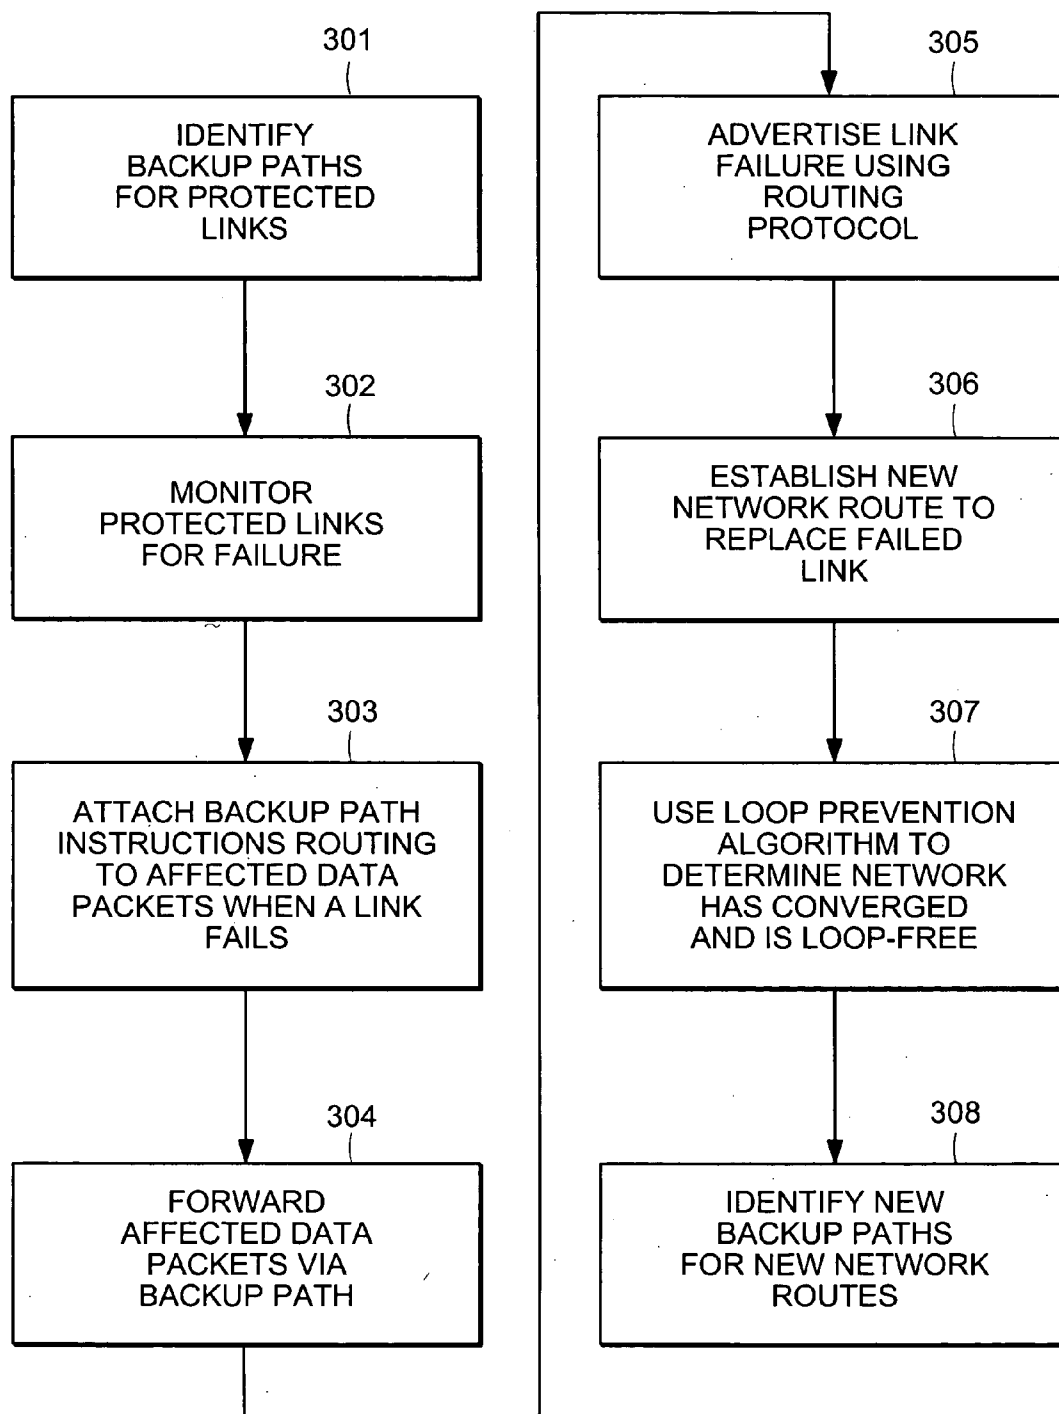 301
IDENTIFY
BACKUP PATHS
FOR PROTECTED
LINKS
302
MONITOR
PROTECTED LINKS
FOR FAILURE
303
ATTACH BACKUP PATH
INSTRUCTIONS ROUTING
TO AFFECTED DATA
PACKETS WHEN A LINK
FAILS
304
FORWARD
AFFECTED DATA
PACKETS VIA
BACKUP PATH
305
ADVERTISE LINK
FAILURE USING
ROUTING
PROTOCOL
306
ESTABLISH NEW
NETWORK ROUTE TO
REPLACE FAILED
LINK
307
USE LOOP PREVENTION
ALGORITHM TO
DETERMINE NETWORK
HAS CONVERGED
AND IS LOOP-FREE
308
IDENTIFY NEW
BACKUP PATHS
FOR NEW NETWORK
ROUTES